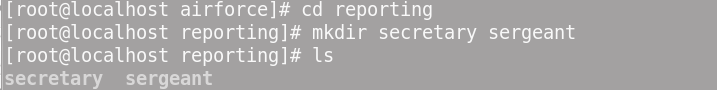 [root@localhost airforce]# cd reporting
[root@localhost reporting]# mkdir secretary sergeant
[root@localhost reporting]# ls
secretary  sergeant